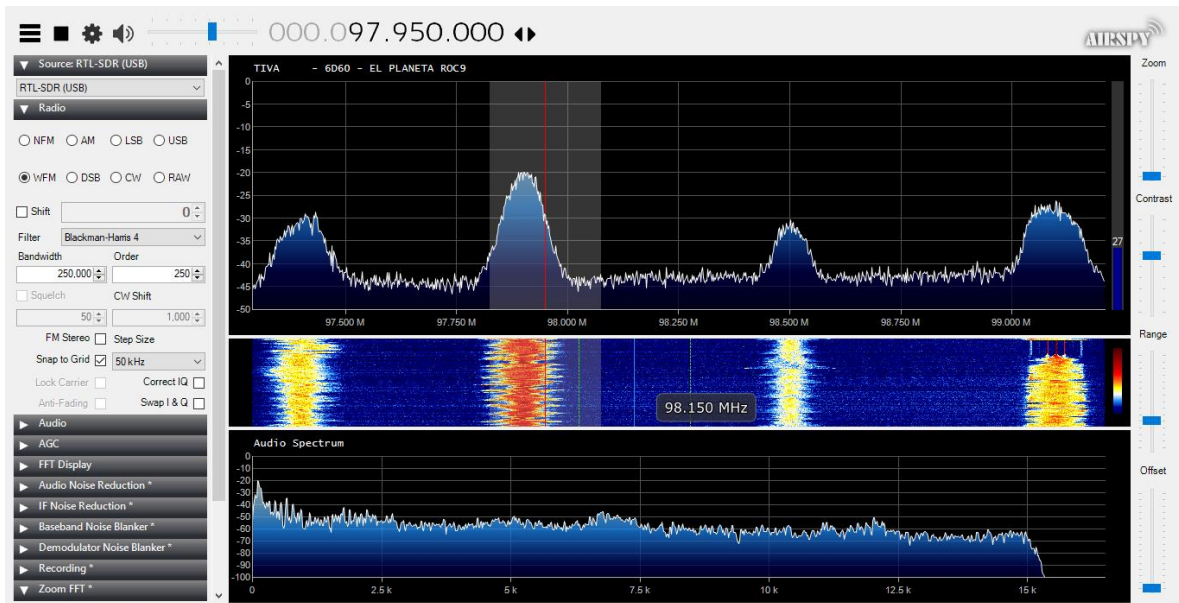 000.097.950.000
AIRSPY
Source: RTL-SDR (USB)
RTL-SDR (USB)
Radio
NFM AM LSB USB
WFM DSB CW RAW
Shift 0
Filter Blackman-Harris 4
Bandwidth Order
250,000 250
Squelch CW Shift
50 1,000
FM Stereo Step Size
Snap to Grid 50 kHz
Lock Carrier Correct IQ
Anti-Fading Swap I & Q
Audio
AGC
FFT Display
Audio Noise Reduction *
IF Noise Reduction *
Baseband Noise Blanker *
Demodulator Noise Blanker *
Recording *
Zoom FFT *
TIVA - 6D60 - EL PLANETA ROC9
0
-5
-10
-15
-20
-25
-30
-35
-40
-45
-50
27
97.500 M 97.750 M 98.000 M 98.250 M 98.500 M 98.750 M 99.000 M
98.150 MHz
Audio Spectrum
0
-10
-20
-30
-40
-50
-60
-70
-80
-90
-100
0 2.5 k 5 k 7.5 k 10 k 12.5 k 15 k
Zoom
Contrast
Range
Offset